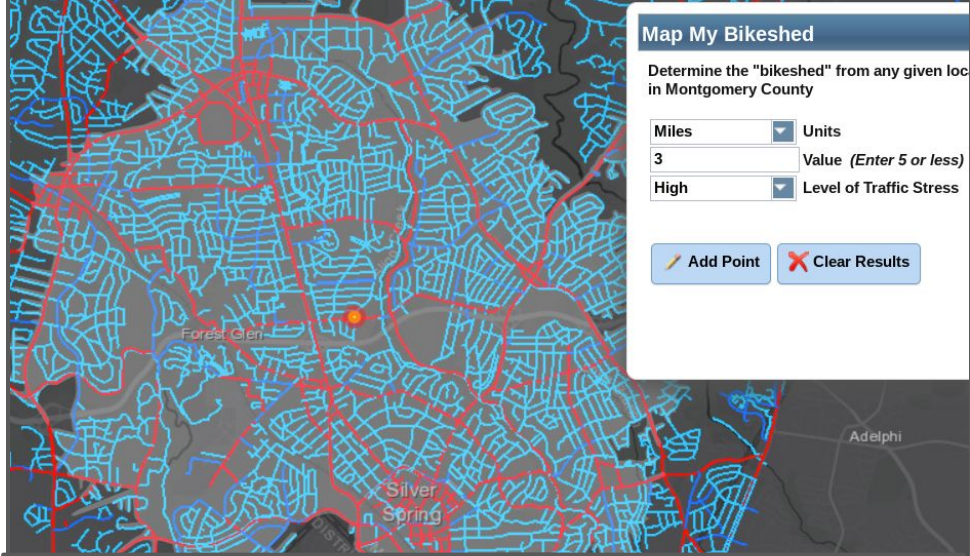 Map My Bikeshed
Determine the "bikeshed" from any given loc
in Montgomery County
Miles Units
3 Value (Enter 5 or less)
High Level of Traffic Stress
Add Point Clear Results
Forest Glen
Adelphi
Silver
Spring